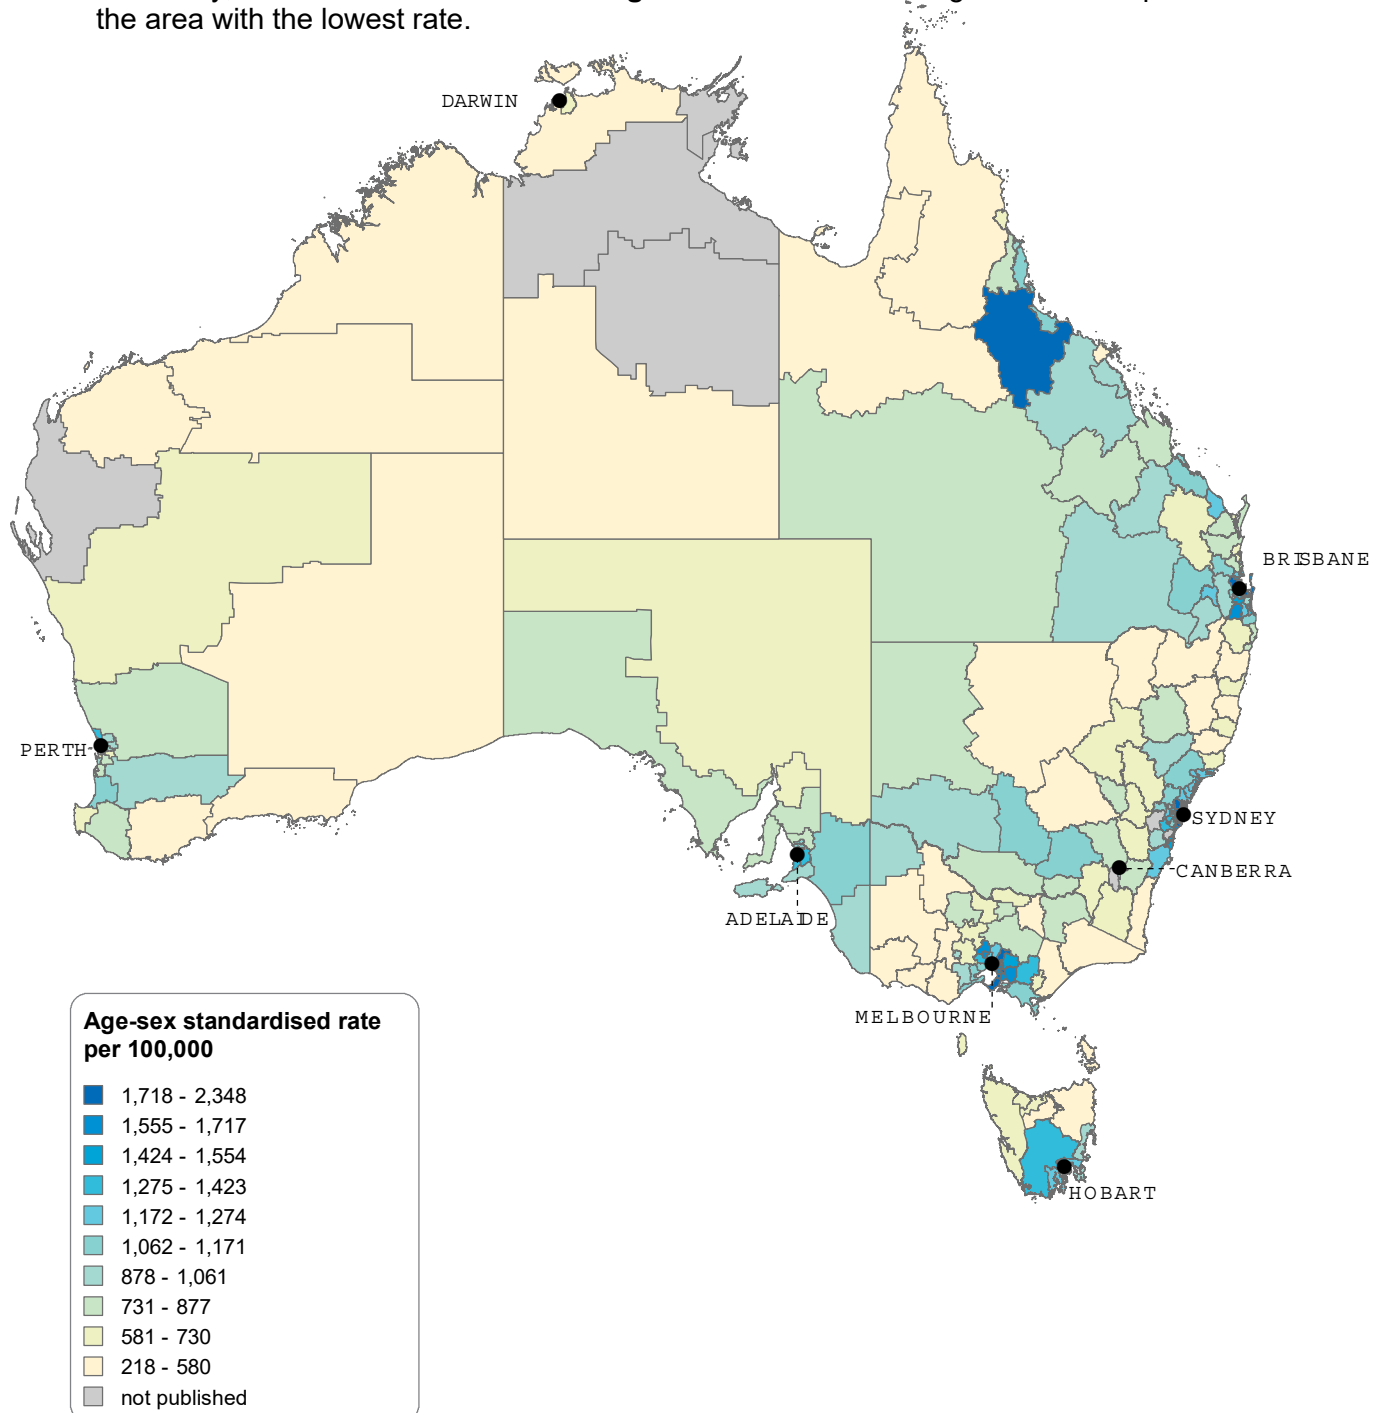 the area with the lowest rate.
DARWIN
BRISBANE
PERTH
SYDNEY
CANBERRA
ADELAIDE
MELBOURNE
HOBART
Age-sex standardised rate
per 100,000
1,718 - 2,348
1,555 - 1,717
1,424 - 1,554
1,275 - 1,423
1,172 - 1,274
1,062 - 1,171
878 - 1,061
731 - 877
581 - 730
218 - 580
not published